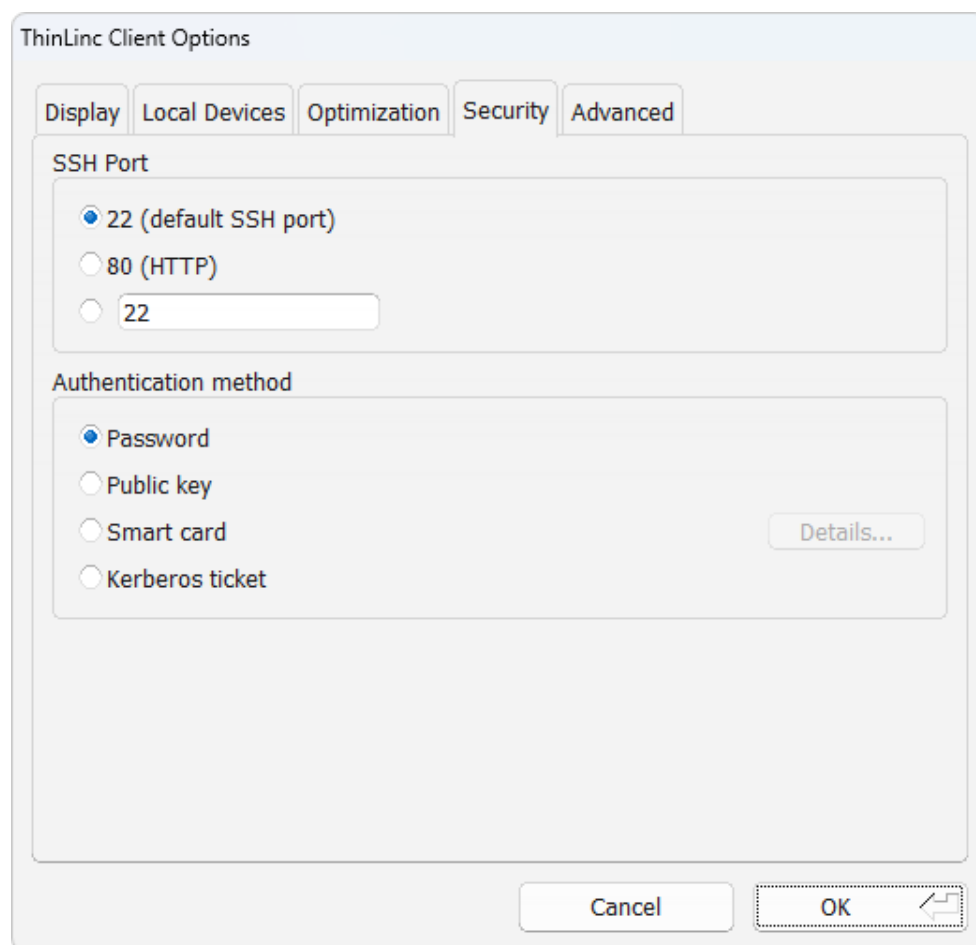 ThinLinc Client Options
Display Local Devices Optimization Security Advanced
SSH Port
22 (default SSH port)
80 (HTTP)
22
Authentication method
Password
Public key
Smart card Details...
Kerberos ticket
Cancel OK